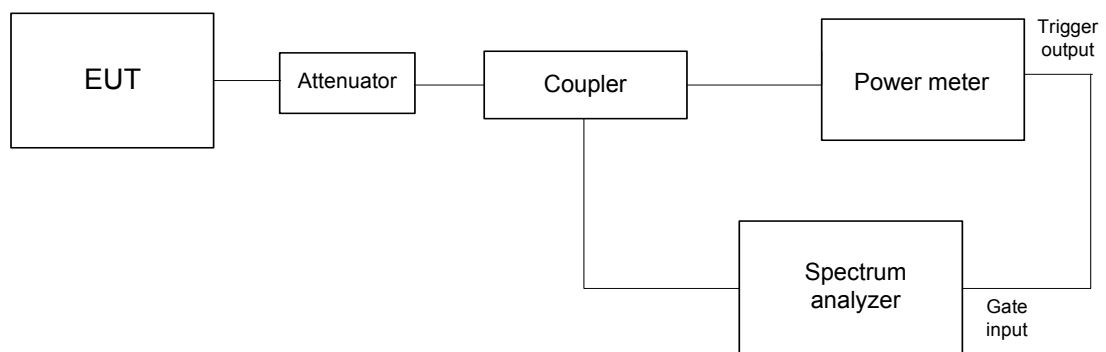 EUT
Attenuator
Coupler
Power meter
Trigger
output
Spectrum
analyzer
Gate
input